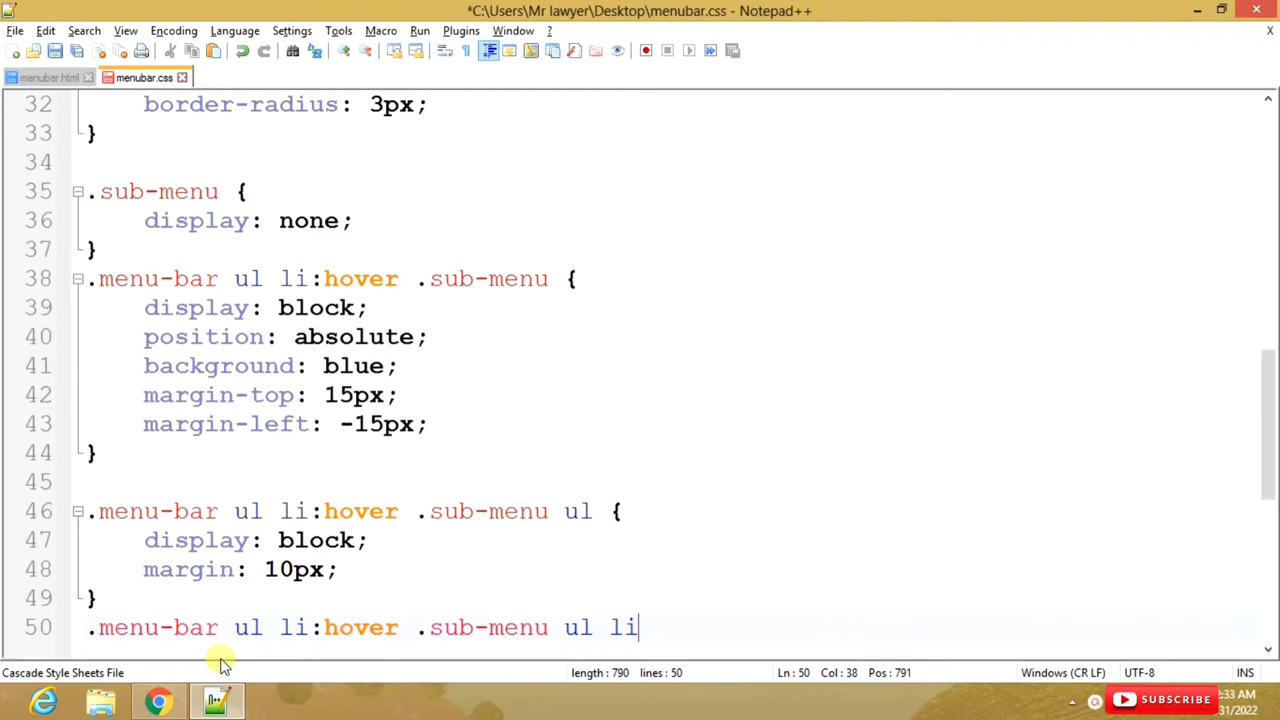 *C:\Users\Mr lawyer\Desktop\menubar.css - Notepad++
File Edit Search View Encoding Language Settings Tools Macro Run Plugins Window ? X
menubar.html menubar.css
32 border-radius: 3px;
33 }
34
35 .sub-menu {
36 display: none;
37 }
38 .menu-bar ul li:hover .sub-menu {
39 display: block;
40 position: absolute;
41 background: blue;
42 margin-top: 15px;
43 margin-left: -15px;
44 }
45
46 .menu-bar ul li:hover .sub-menu ul {
47 display: block;
48 margin: 10px;
49 }
50 .menu-bar ul li:hover .sub-menu ul li
Cascade Style Sheets File length : 790 lines : 50 Ln : 50 Col : 38 Pos : 791 Windows (CR LF) UTF-8 INS
SUBSCRIBE
:33 AM
/31/2022